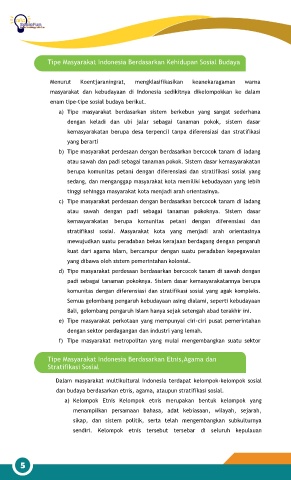 Tipe Masyarakat Indonesia Berdasarkan Kehidupan Sosial Budaya
Menurut Koentjaraningrat, mengklasifikasikan keanekaragaman warna
masyarakat dan kebudayaan di Indonesia sedikitnya dikelompokkan ke dalam
enam tipe-tipe sosial budaya berikut.
a) Tipe masyarakat berdasarkan sistem berkebun yang sangat sederhana
dengan keladi dan ubi jalar sebagai tanaman pokok, sistem dasar
kemasyarakatan berupa desa terpencil tanpa diferensiasi dan stratifikasi
yang berarti
b) Tipe masyarakat perdesaan dengan berdasarkan bercocok tanam di ladang
atau sawah dan padi sebagai tanaman pokok. Sistem dasar kemasyarakatan
berupa komunitas petani dengan diferensiasi dan stratifikasi sosial yang
sedang, dan menganggap masyarakat kota memiliki kebudayaan yang lebih
tinggi sehingga masyarakat kota menjadi arah orientasinya.
c) Tipe masyarakat perdesaan dengan berdasarkan bercocok tanam di ladang
atau sawah dengan padi sebagai tanaman pokoknya. Sistem dasar
kemasyarakatan berupa komunitas petani dengan diferensiasi dan
stratifikasi sosial. Masyarakat kota yang menjadi arah orientasinya
mewujudkan suatu peradaban bekas kerajaan berdagang dengan pengaruh
kuat dari agama Islam, bercampur dengan suatu peradaban kepegawaian
yang dibawa oleh sistem pemerintahan kolonial.
d) Tipe masyarakat perdesaan berdasarkan bercocok tanam di sawah dengan
padi sebagai tanaman pokoknya. Sistem dasar kemasyarakatannya berupa
komunitas dengan diferensiasi dan stratifikasi sosial yang agak kompleks.
Semua gelombang pengaruh kebudayaan asing dialami, seperti kebudayaan
Bali, gelombang pengaruh Islam hanya sejak setengah abad terakhir ini.
e) Tipe masyarakat perkotaan yang mempunyai ciri-ciri pusat pemerintahan
dengan sektor perdagangan dan industri yang lemah.
f) Tipe masyarakat metropolitan yang mulai mengembangkan suatu sektor
Tipe Masyarakat Indonesia Berdasarkan Etnis,Agama dan
Stratifikasi Sosial
Dalam masyarakat multikultural Indonesia terdapat kelompok-kelompok sosial
dan budaya berdasarkan etnis, agama, ataupun stratifikasi sosial.
a) Kelompok Etnis Kelompok etnis merupakan bentuk kelompok yang
menampilkan persamaan bahasa, adat kebiasaan, wilayah, sejarah,
sikap, dan sistem politik, serta telah mengembangkan subkulturnya
sendiri. Kelompok etnis tersebut tersebar di seluruh kepulauan
5